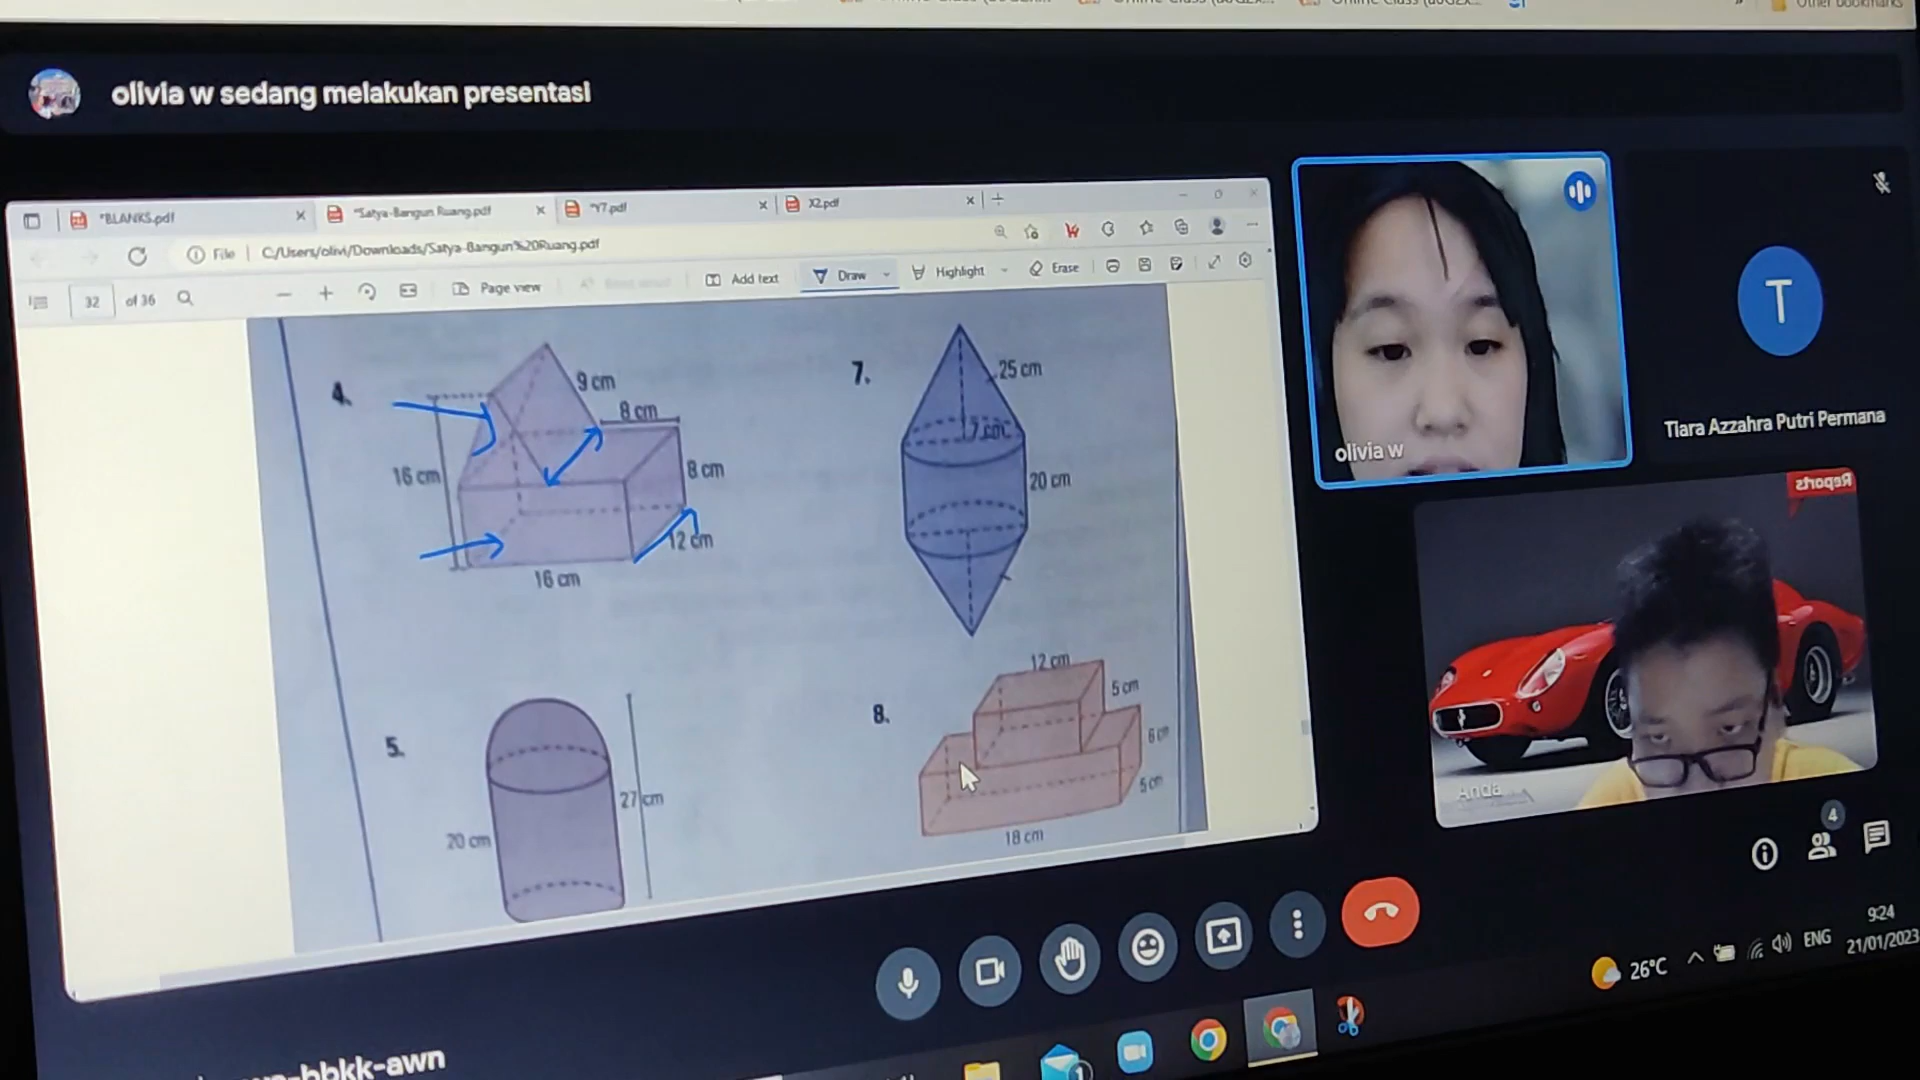 Other bookmarks
olivia w sedang melakukan presentasi
*BLANKS.pdf
*Satya-Bangun Ruang.pdf
*Y7.pdf
X2.pdf
File
C:/Users/olivi/Downloads/Satya-Bangun%20Ruang.pdf
32
of 36
Page view
Add text
Draw
Highlight
Erase
4.
9 cm
8 cm
16 cm
8 cm
12 cm
16 cm
7.
25 cm
7 cm
20 cm
5.
27 cm
20 cm
8.
12 cm
5 cm
6 cm
5 cm
18 cm
olivia w
T
Tiara Azzahra Putri Permana
Reports
Anda
4
9:24
ENG
21/01/2023
26°C
1
-bbkk-awn